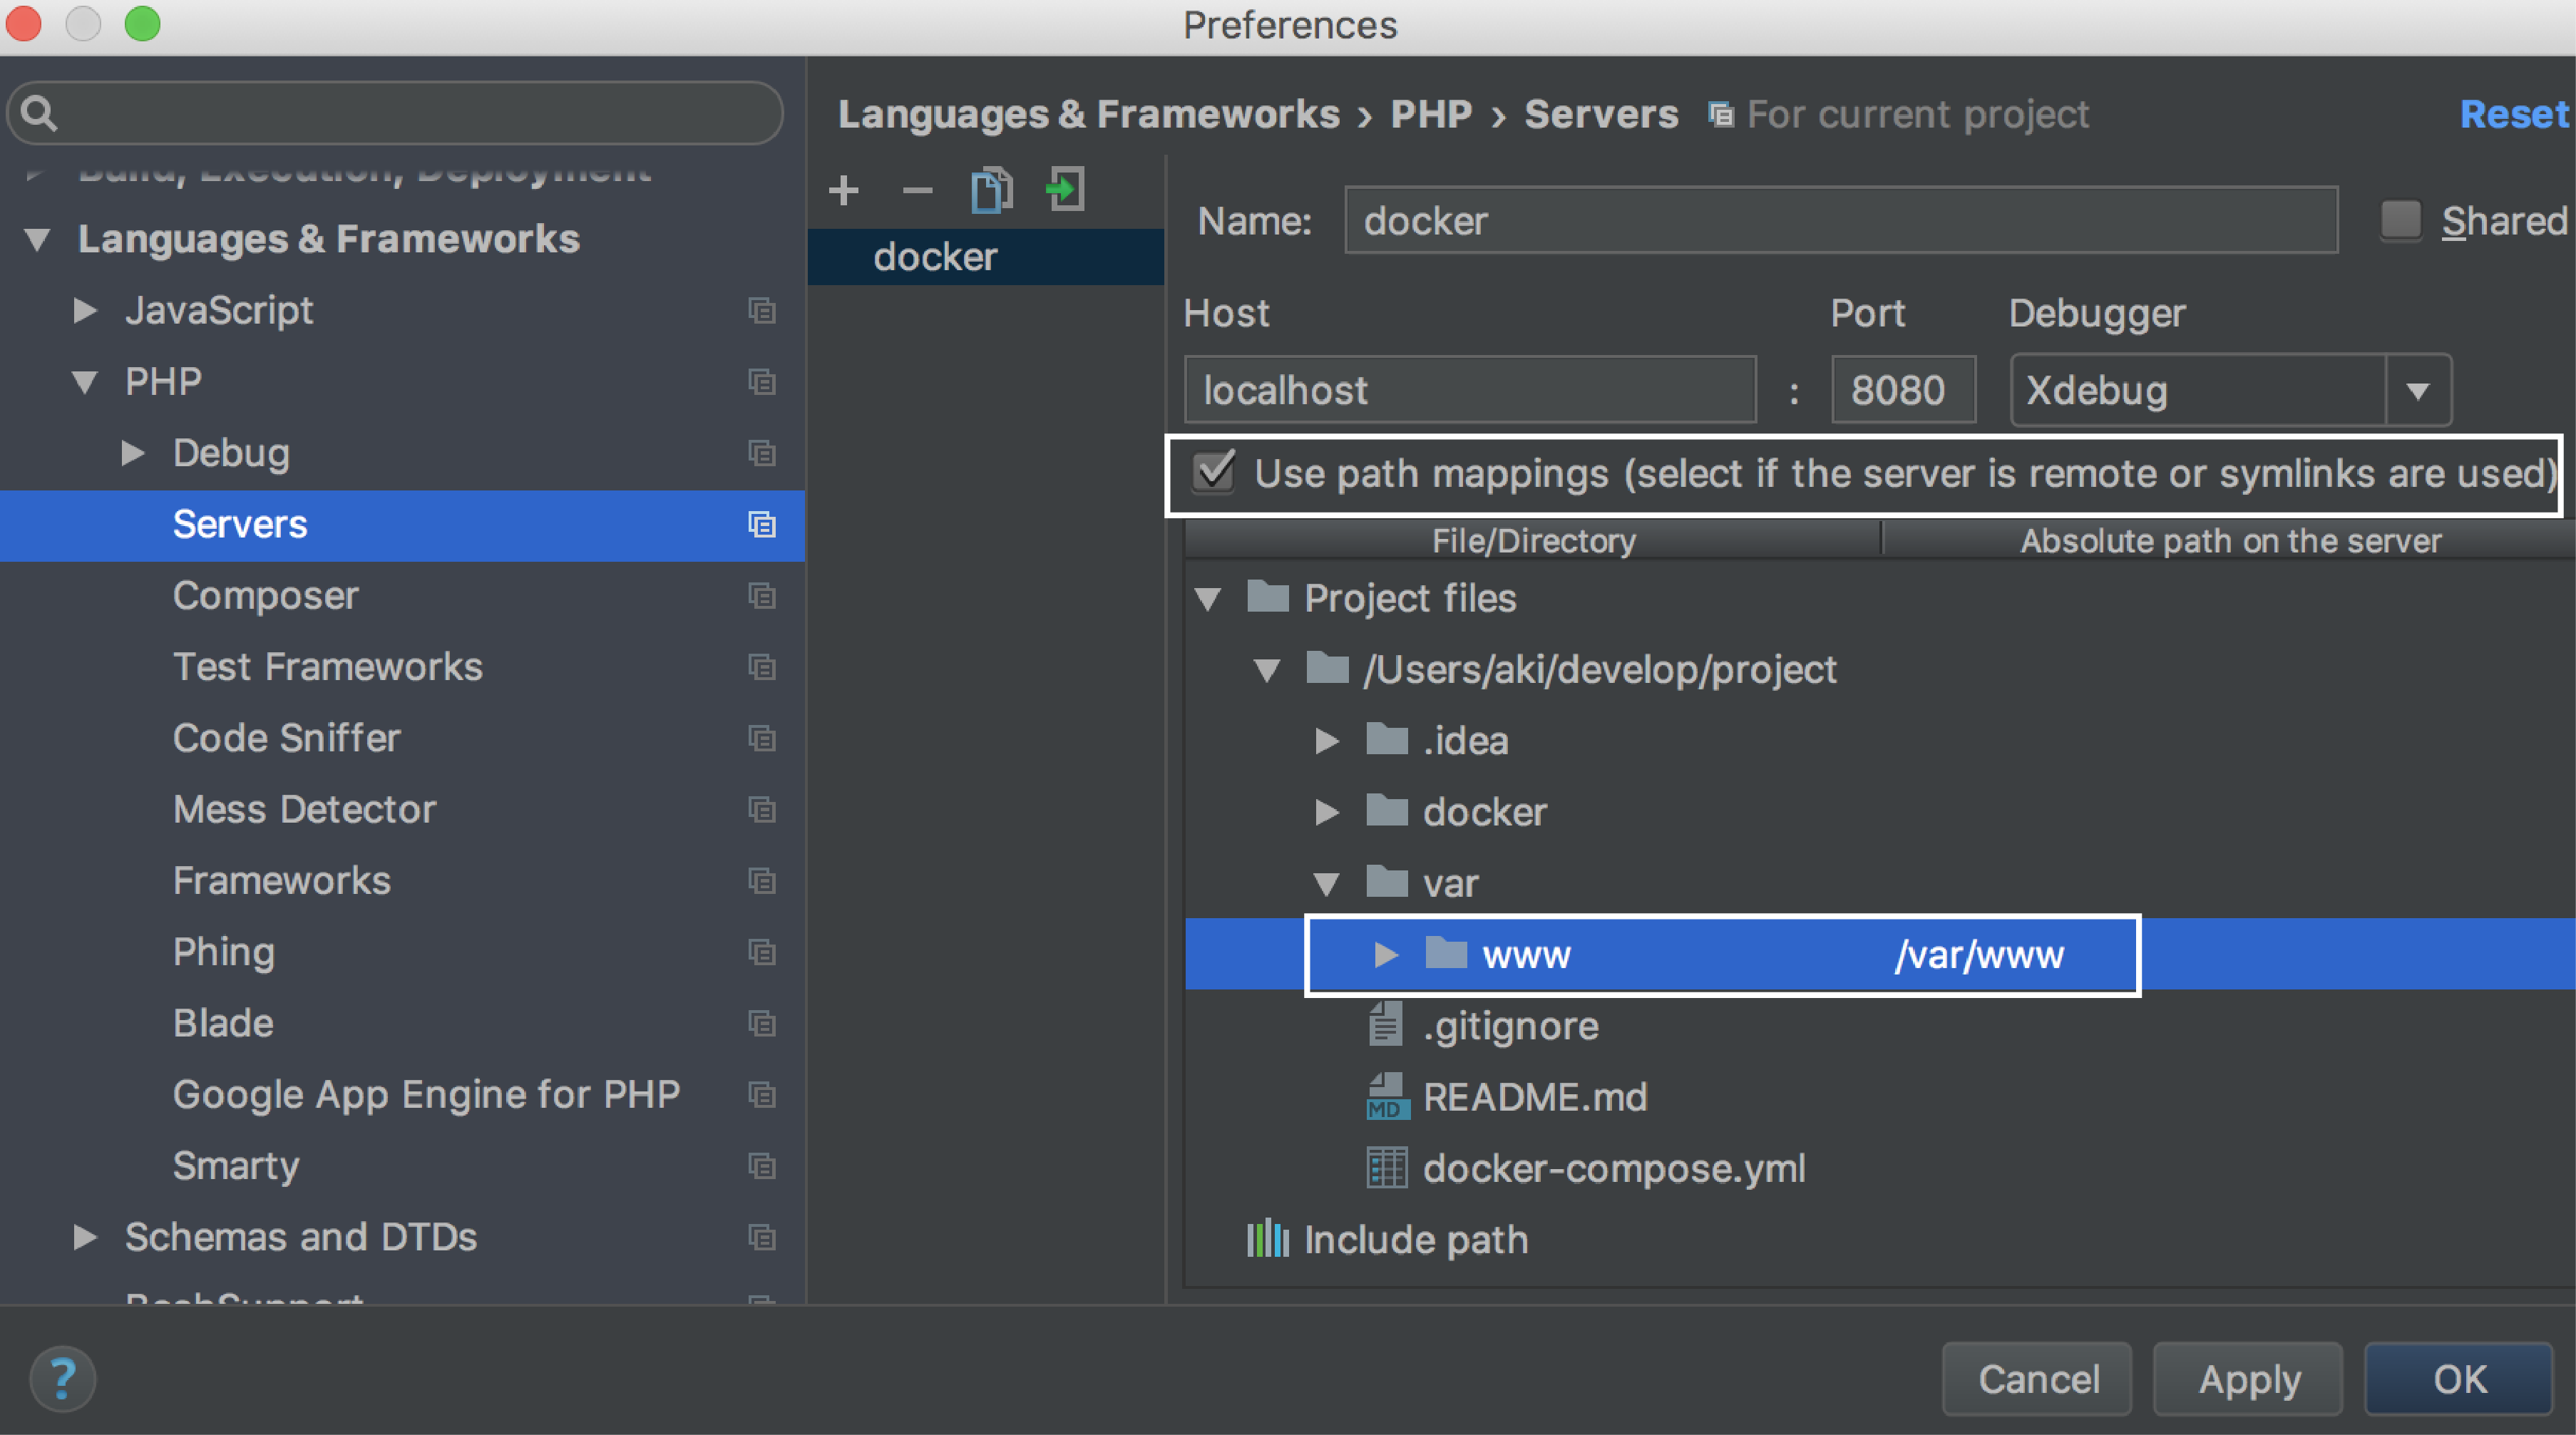 Preferences
Languages & Frameworks › PHP › Servers For current project Reset
Build, Execution, Deployment
Languages & Frameworks
JavaScript
PHP
Debug
Servers
Composer
Test Frameworks
Code Sniffer
Mess Detector
Frameworks
Phing
Blade
Google App Engine for PHP
Smarty
Schemas and DTDs
BashSupport
docker
Name: docker Shared
Host Port Debugger
localhost : 8080 Xdebug
Use path mappings (select if the server is remote or symlinks are used)
File/Directory Absolute path on the server
Project files
/Users/aki/develop/project
.idea
docker
var
www /var/www
.gitignore
MD README.md
docker-compose.yml
Include path
? Cancel Apply OK